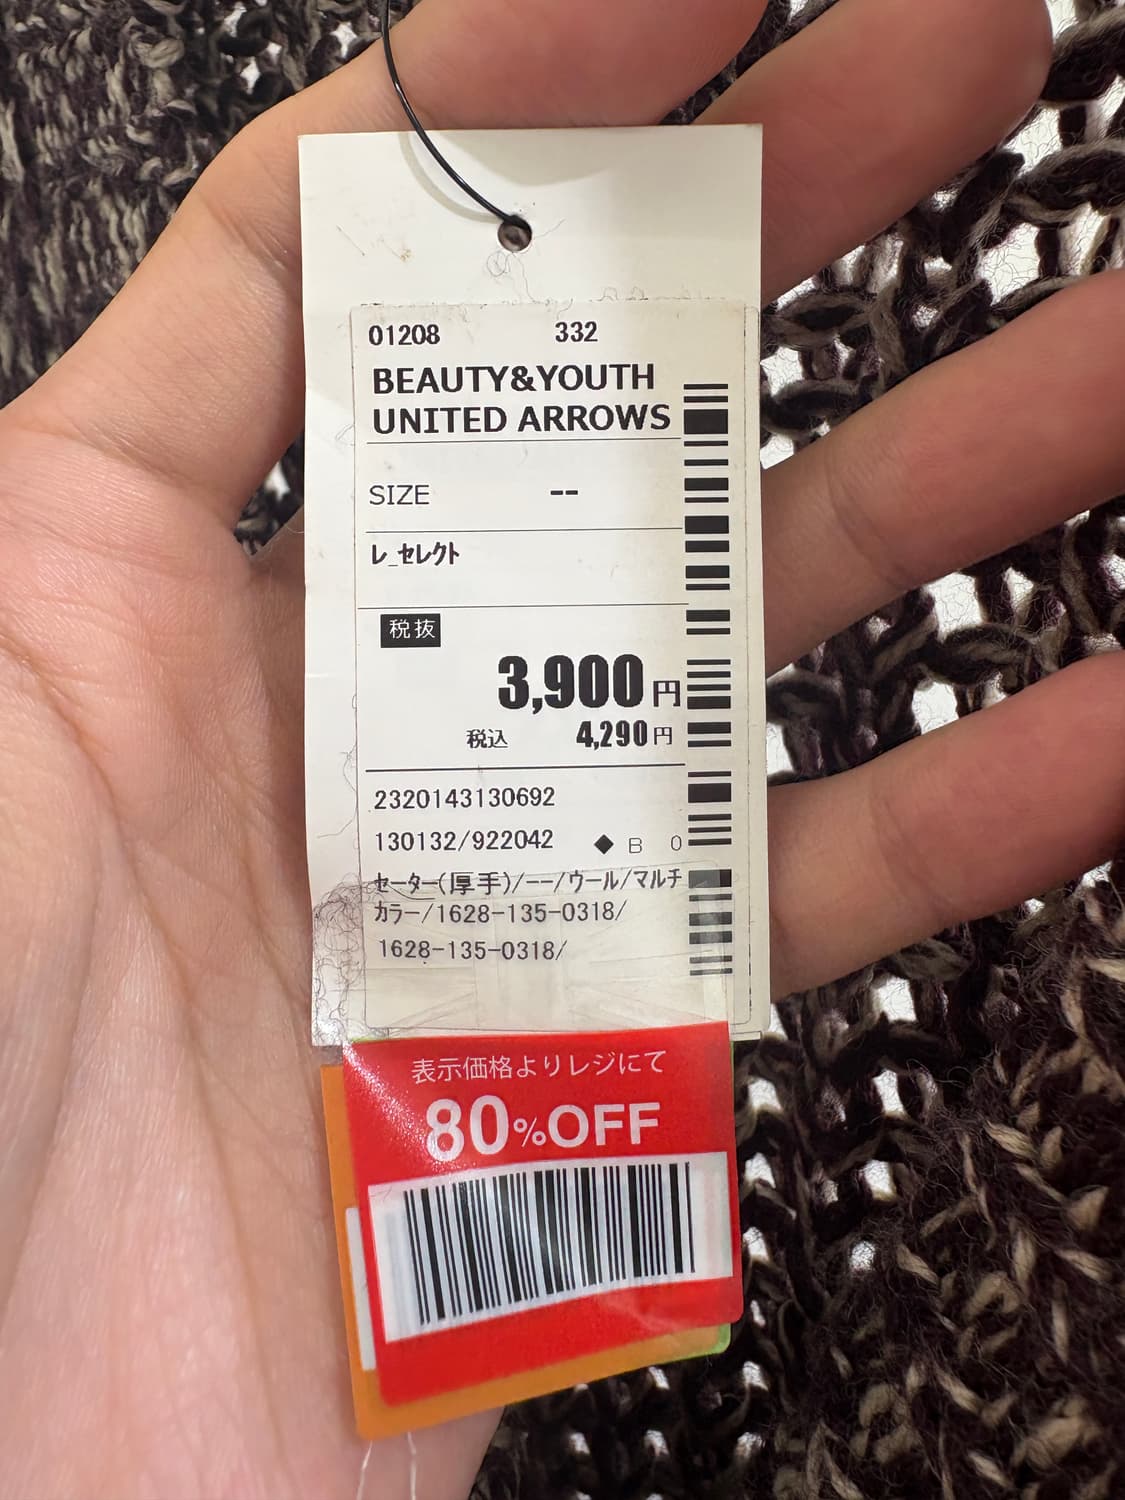 01208 332
BEAUTY&YOUTH
UNITED ARROWS
SIZE --
レ_セレクト
税抜
3,900円
税込 4,290円
2320143130692
130132/922042 ◆ B 0
セーター(厚手)/--/ウール/マルチ
カラー/1628-135-0318/
1628-135-0318/
表示価格よりレジにて
80%OFF